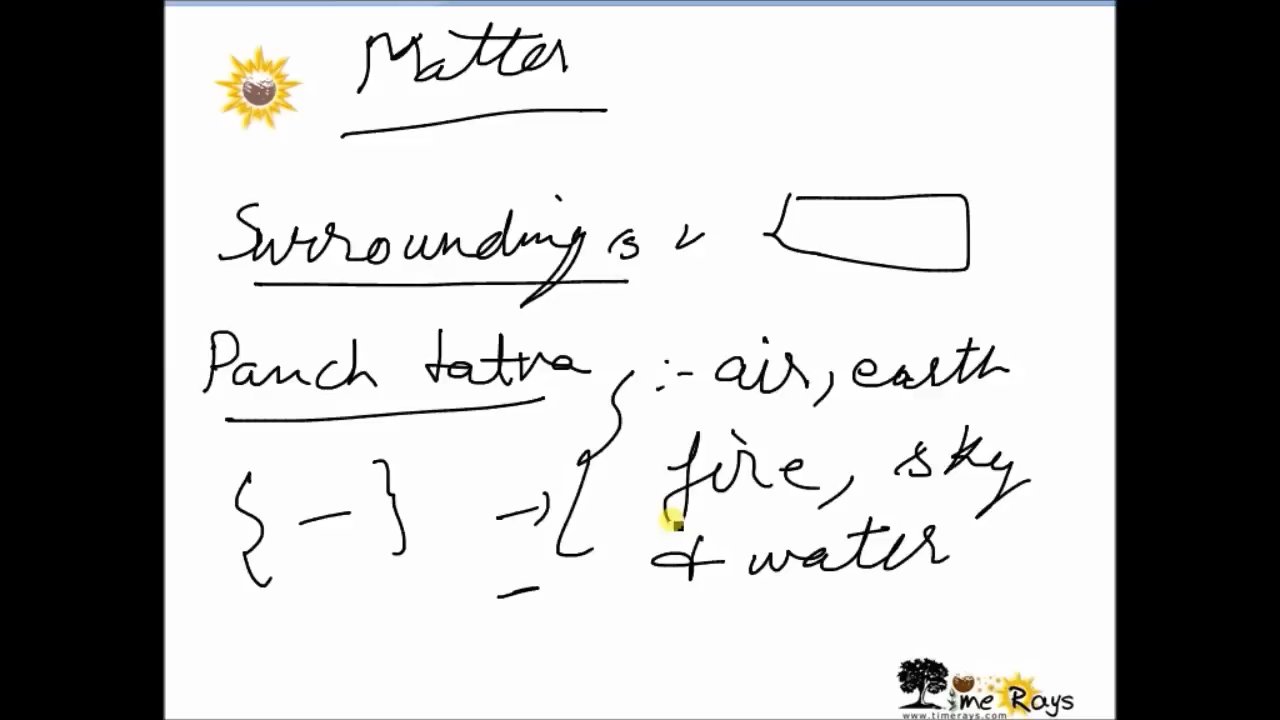 Matter
Surroundings
Panch tatva :- air, earth
fire, sky
& water
Time Rays
www.timerays.com